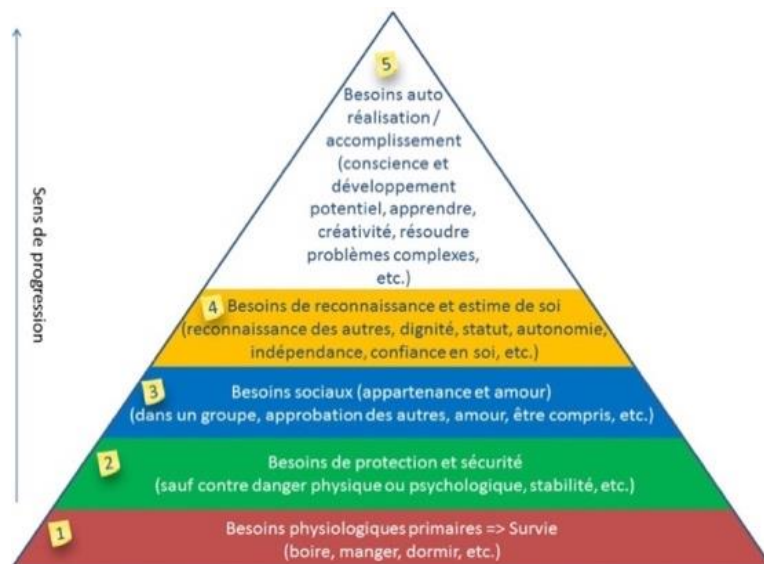 5
Besoins auto
réalisation /
accomplissement
(conscience et
développement
potentiel, apprendre,
créativité, résoudre
problèmes complexes,
etc.)
4
Besoins de reconnaissance et estime de soi
(reconnaissance des autres, dignité, statut, autonomie,
indépendance, confiance en soi, etc.)
3
Besoins sociaux (appartenance et amour)
(dans un groupe, approbation des autres, amour, être compris, etc.)
2
Besoins de protection et sécurité
(sauf contre danger physique ou psychologique, stabilité, etc.)
1
Besoins physiologiques primaires => Survie
(boire, manger, dormir, etc.)
Sens de progression